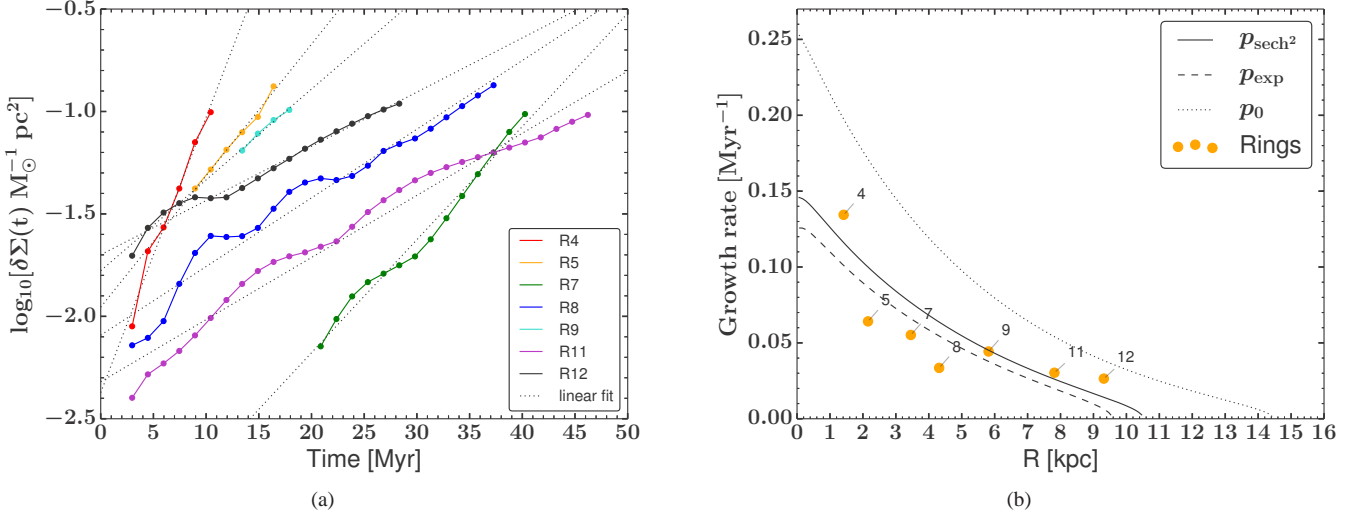 −0.5
−1.0
−1.5
−2.0
−2.5
log₁₀[δΣ(t) M⊙⁻¹ pc²]
0 5 10 15 20 25 30 35 40 45 50
Time [Myr]
R4
R5
R7
R8
R9
R11
R12
linear fit
(a)
0.25
0.20
0.15
0.10
0.05
0.00
Growth rate [Myr⁻¹]
0 1 2 3 4 5 6 7 8 9 10 11 12 13 14 15 16
R [kpc]
p_sech²
p_exp
p₀
Rings
4
5
7
8
9
11
12
(b)